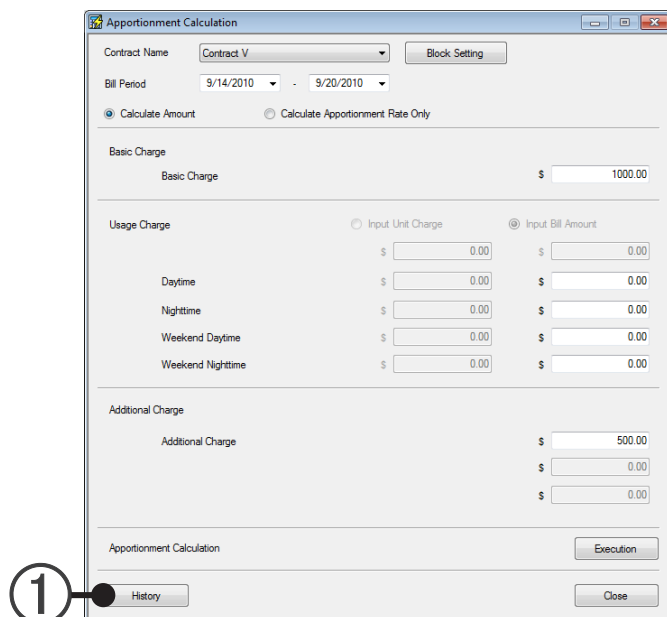 Apportionment Calculation
Contract Name Contract V Block Setting
Bill Period 9/14/2010 - 9/20/2010
Calculate Amount Calculate Apportionment Rate Only
Basic Charge
Basic Charge $ 1000.00
Usage Charge Input Unit Charge Input Bill Amount
$ 0.00 $ 0.00
Daytime $ 0.00 $ 0.00
Nighttime $ 0.00 $ 0.00
Weekend Daytime $ 0.00 $ 0.00
Weekend Nighttime $ 0.00 $ 0.00
Additional Charge
Additional Charge $ 500.00
$ 0.00
$ 0.00
Apportionment Calculation Execution
1 History Close